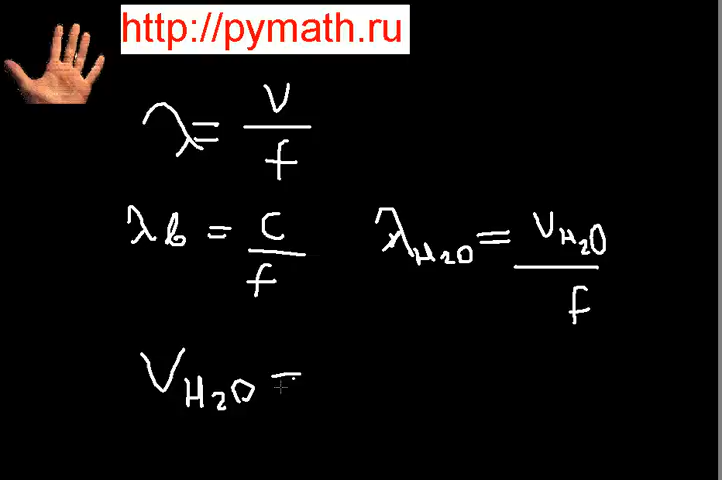 http://pymath.ru
λ = V / f
λв = c / f
λH₂O = VH₂O / f
VH₂O =